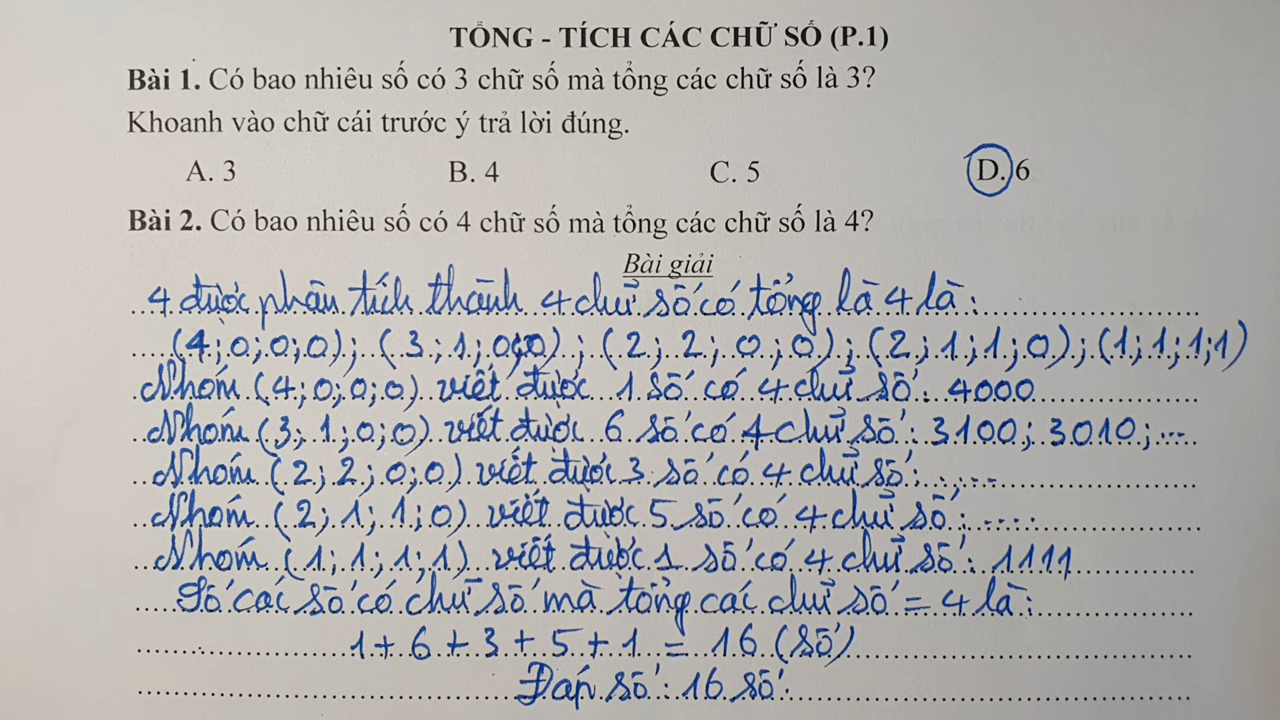 TỔNG - TÍCH CÁC CHỮ SỐ (P.1)
Bài 1. Có bao nhiêu số có 3 chữ số mà tổng các chữ số là 3?
Khoanh vào chữ cái trước ý trả lời đúng.
A. 3 B. 4 C. 5 D. 6
Bài 2. Có bao nhiêu số có 4 chữ số mà tổng các chữ số là 4?
Bài giải
4 được phân tích thành 4 chữ số có tổng là 4 là:
(4; 0; 0; 0); (3; 1; 0; 0); (2; 2; 0; 0); (2; 1; 1; 0); (1; 1; 1; 1)
Nhóm (4; 0; 0; 0) viết được 1 số có 4 chữ số: 4000
Nhóm (3; 1; 0; 0) viết được 6 số có 4 chữ số: 3100; 3010; ...
Nhóm (2; 2; 0; 0) viết được 3 số có 4 chữ số: ...
Nhóm (2; 1; 1; 0) viết được 5 số có 4 chữ số: ....
Nhóm (1; 1; 1; 1) viết được 1 số có 4 chữ số: 1111
Số các số có chữ số mà tổng các chữ số = 4 là:
1 + 6 + 3 + 5 + 1 = 16 (số)
Đáp số: 16 số.